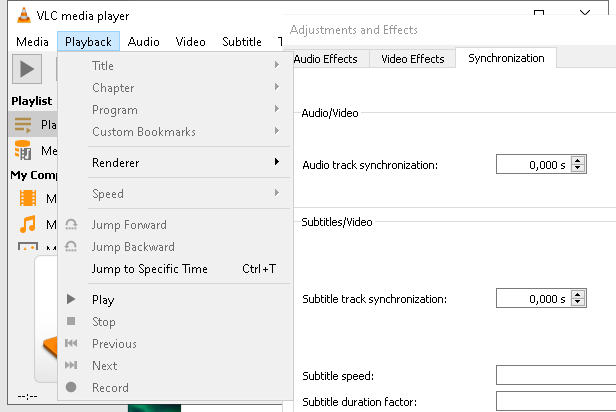 VLC media player
Media Playback Audio Video Subtitle
Title
Chapter
Program
Custom Bookmarks
Renderer
Speed
Jump Forward
Jump Backward
Jump to Specific Time Ctrl+T
Play
Stop
Previous
Next
Record
Playlist
Pla
Me
My Comp
M
M
M
--:--
Adjustments and Effects
Audio Effects Video Effects Synchronization
Audio/Video
Audio track synchronization: 0,000 s
Subtitles/Video
Subtitle track synchronization: 0,000 s
Subtitle speed:
Subtitle duration factor: